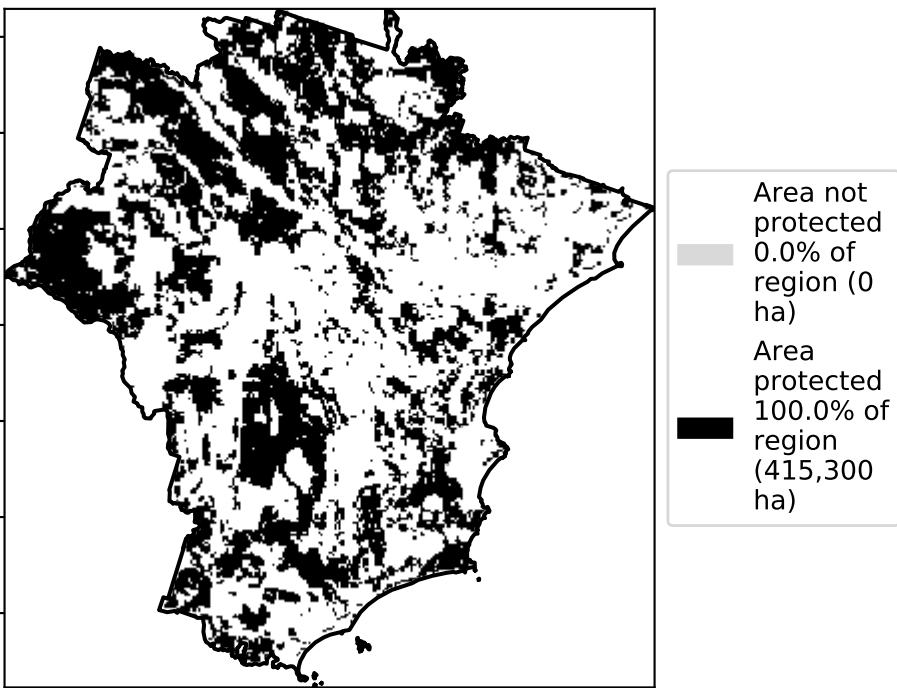 Area not
protected
0.0% of
region (0
ha)
Area
protected
100.0% of
region
(415,300
ha)